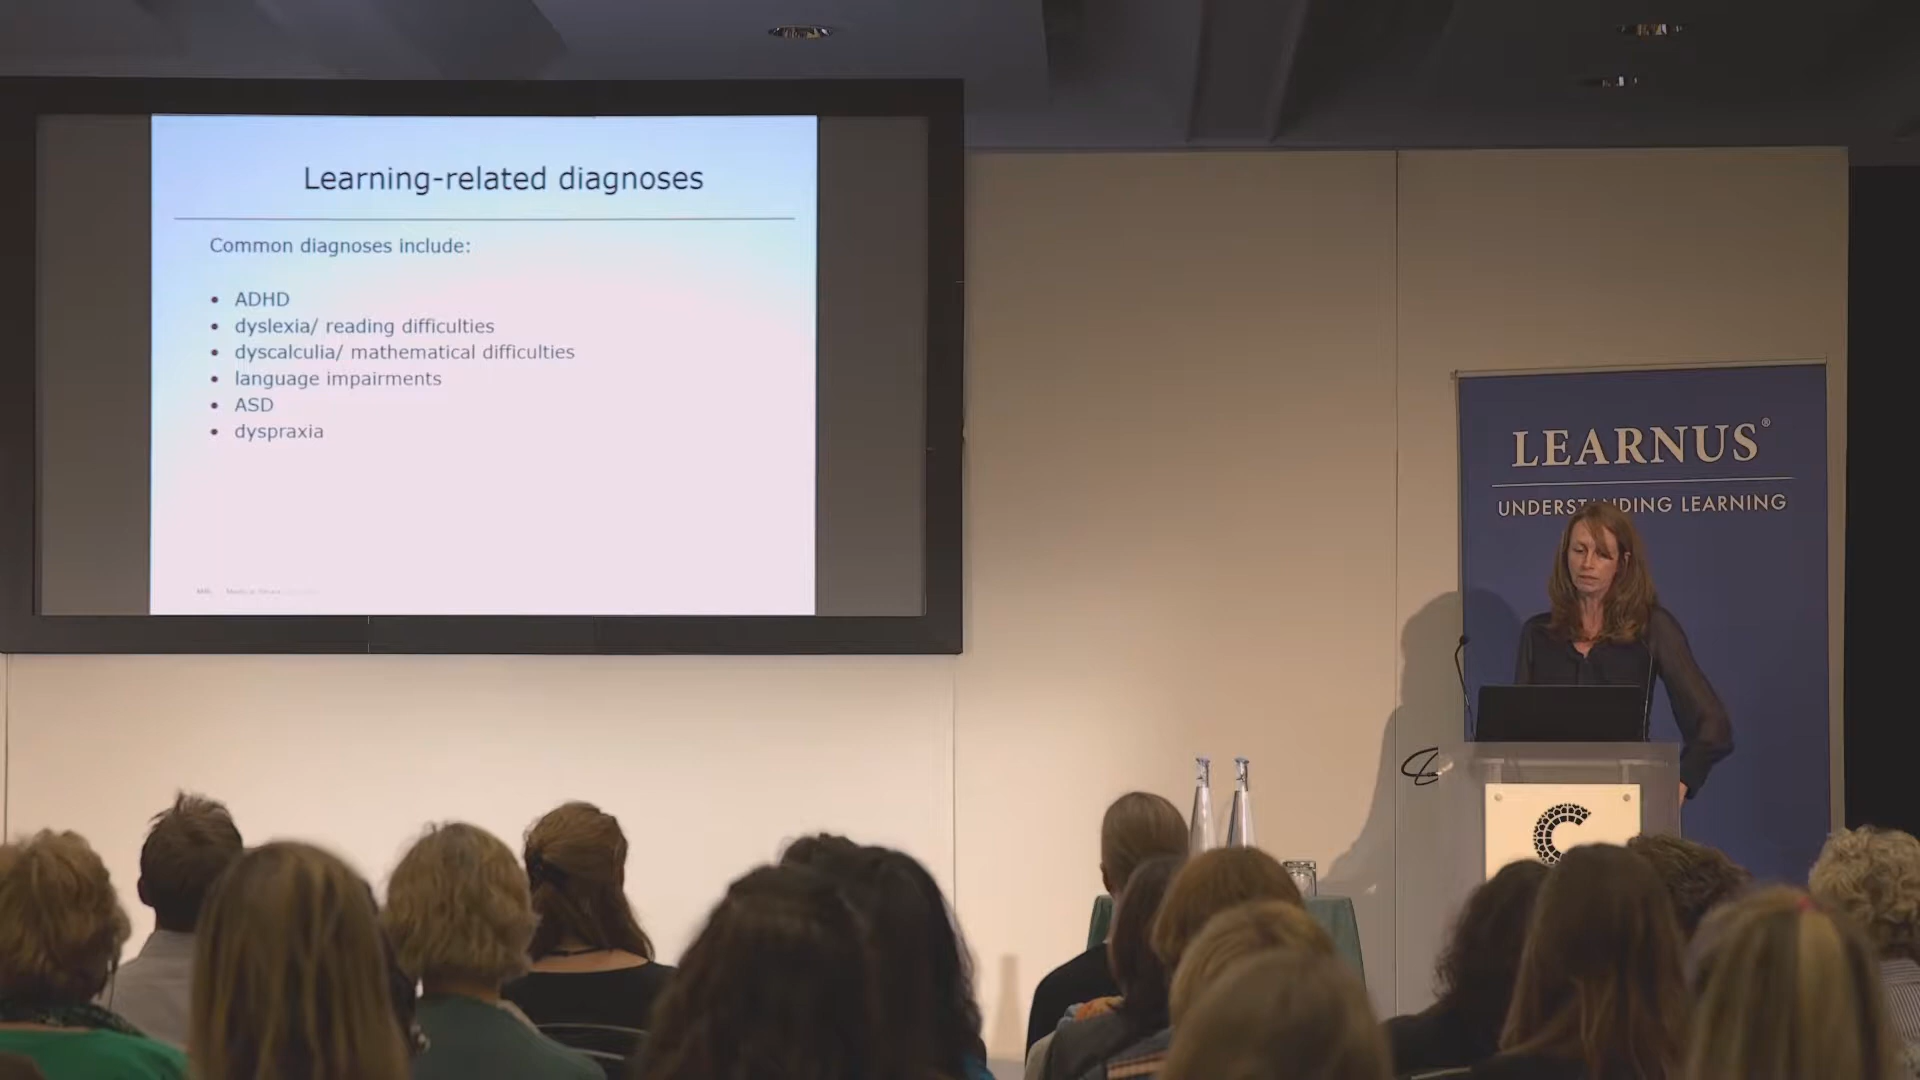 Learning-related diagnoses
Common diagnoses include:
• ADHD
• dyslexia/ reading difficulties
• dyscalculia/ mathematical difficulties
• language impairments
• ASD
• dyspraxia
LEARNUS®
LEARNING